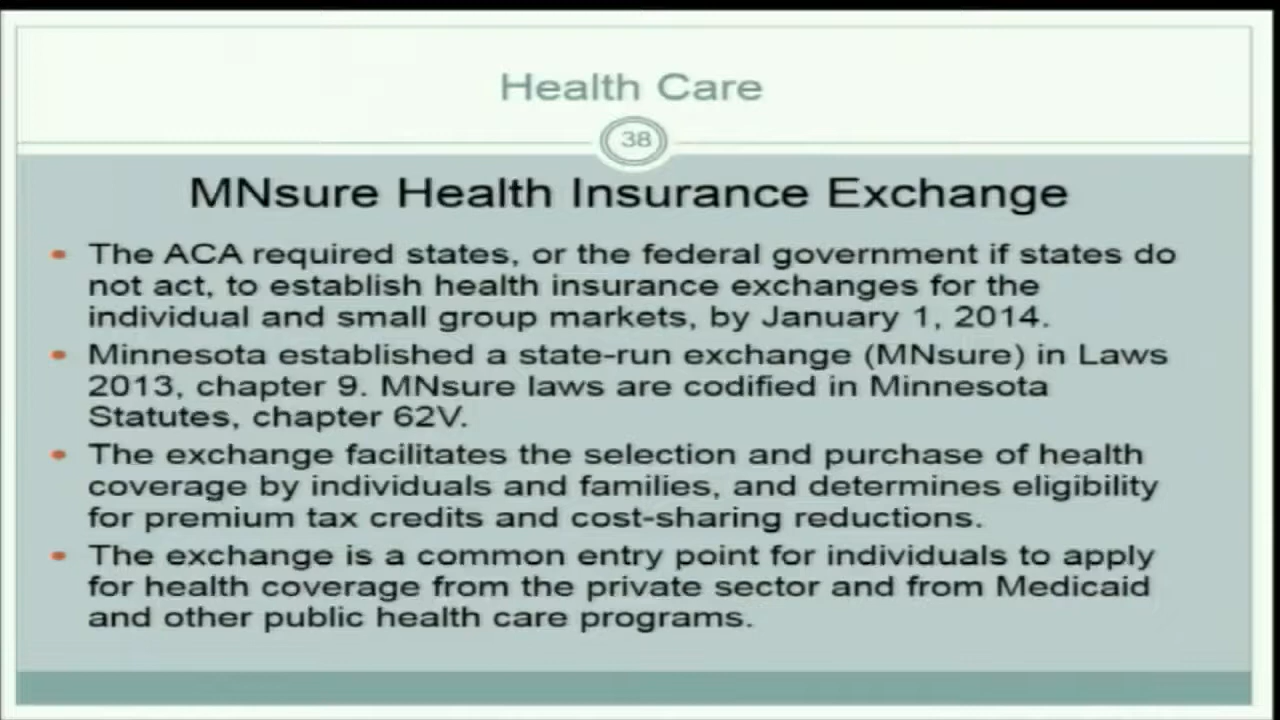 Health Care
38
MNsure Health Insurance Exchange
• The ACA required states, or the federal government if states do
not act, to establish health insurance exchanges for the
individual and small group markets, by January 1, 2014.
• Minnesota established a state-run exchange (MNsure) in Laws
2013, chapter 9. MNsure laws are codified in Minnesota
Statutes, chapter 62V.
• The exchange facilitates the selection and purchase of health
coverage by individuals and families, and determines eligibility
for premium tax credits and cost-sharing reductions.
• The exchange is a common entry point for individuals to apply
for health coverage from the private sector and from Medicaid
and other public health care programs.